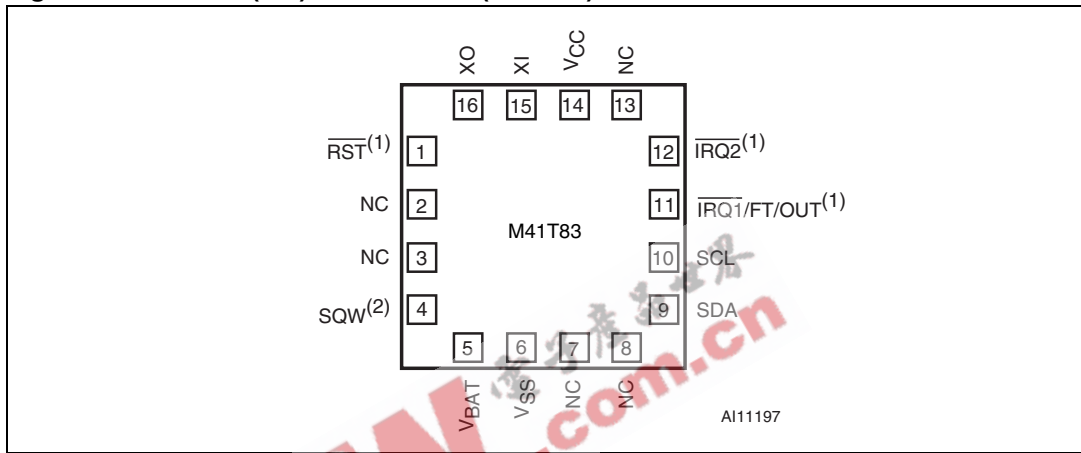 XO XI VCC NC
16 15 14 13
RST(1) 1 12 IRQ2(1)
NC 2 11 IRQ1/FT/OUT(1)
M41T83
NC 3 10 SCL
SQW(2) 4 9 SDA
5 6 7 8
VBAT VSS NC NC
AI11197
.com.cn